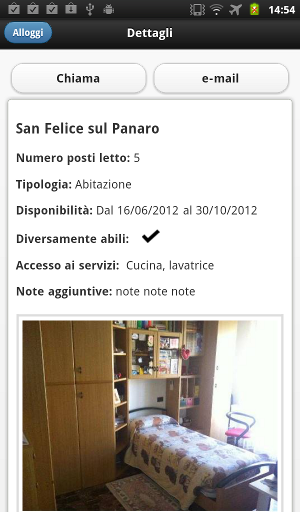 14:54
Alloggi
Dettagli
Chiama
e-mail
San Felice sul Panaro
Numero posti letto: 5
Tipologia: Abitazione
Disponibilità: Dal 16/06/2012 al 30/10/2012
Diversamente abili:
Accesso ai servizi: Cucina, lavatrice
Note aggiuntive: note note note